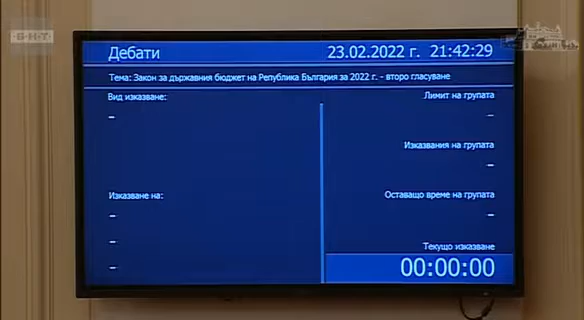 БНТ
Дебати 23.02.2022 г. 21:42:29
Тема: Закон за държавния бюджет на Република България за 2022 г. - второ гласуване
Вид изказване:
–
Лимит на групата
–
Изказвания на групата
–
Изказване на:
–
–
–
Оставащо време на групата
–
Текущо изказване
00:00:00